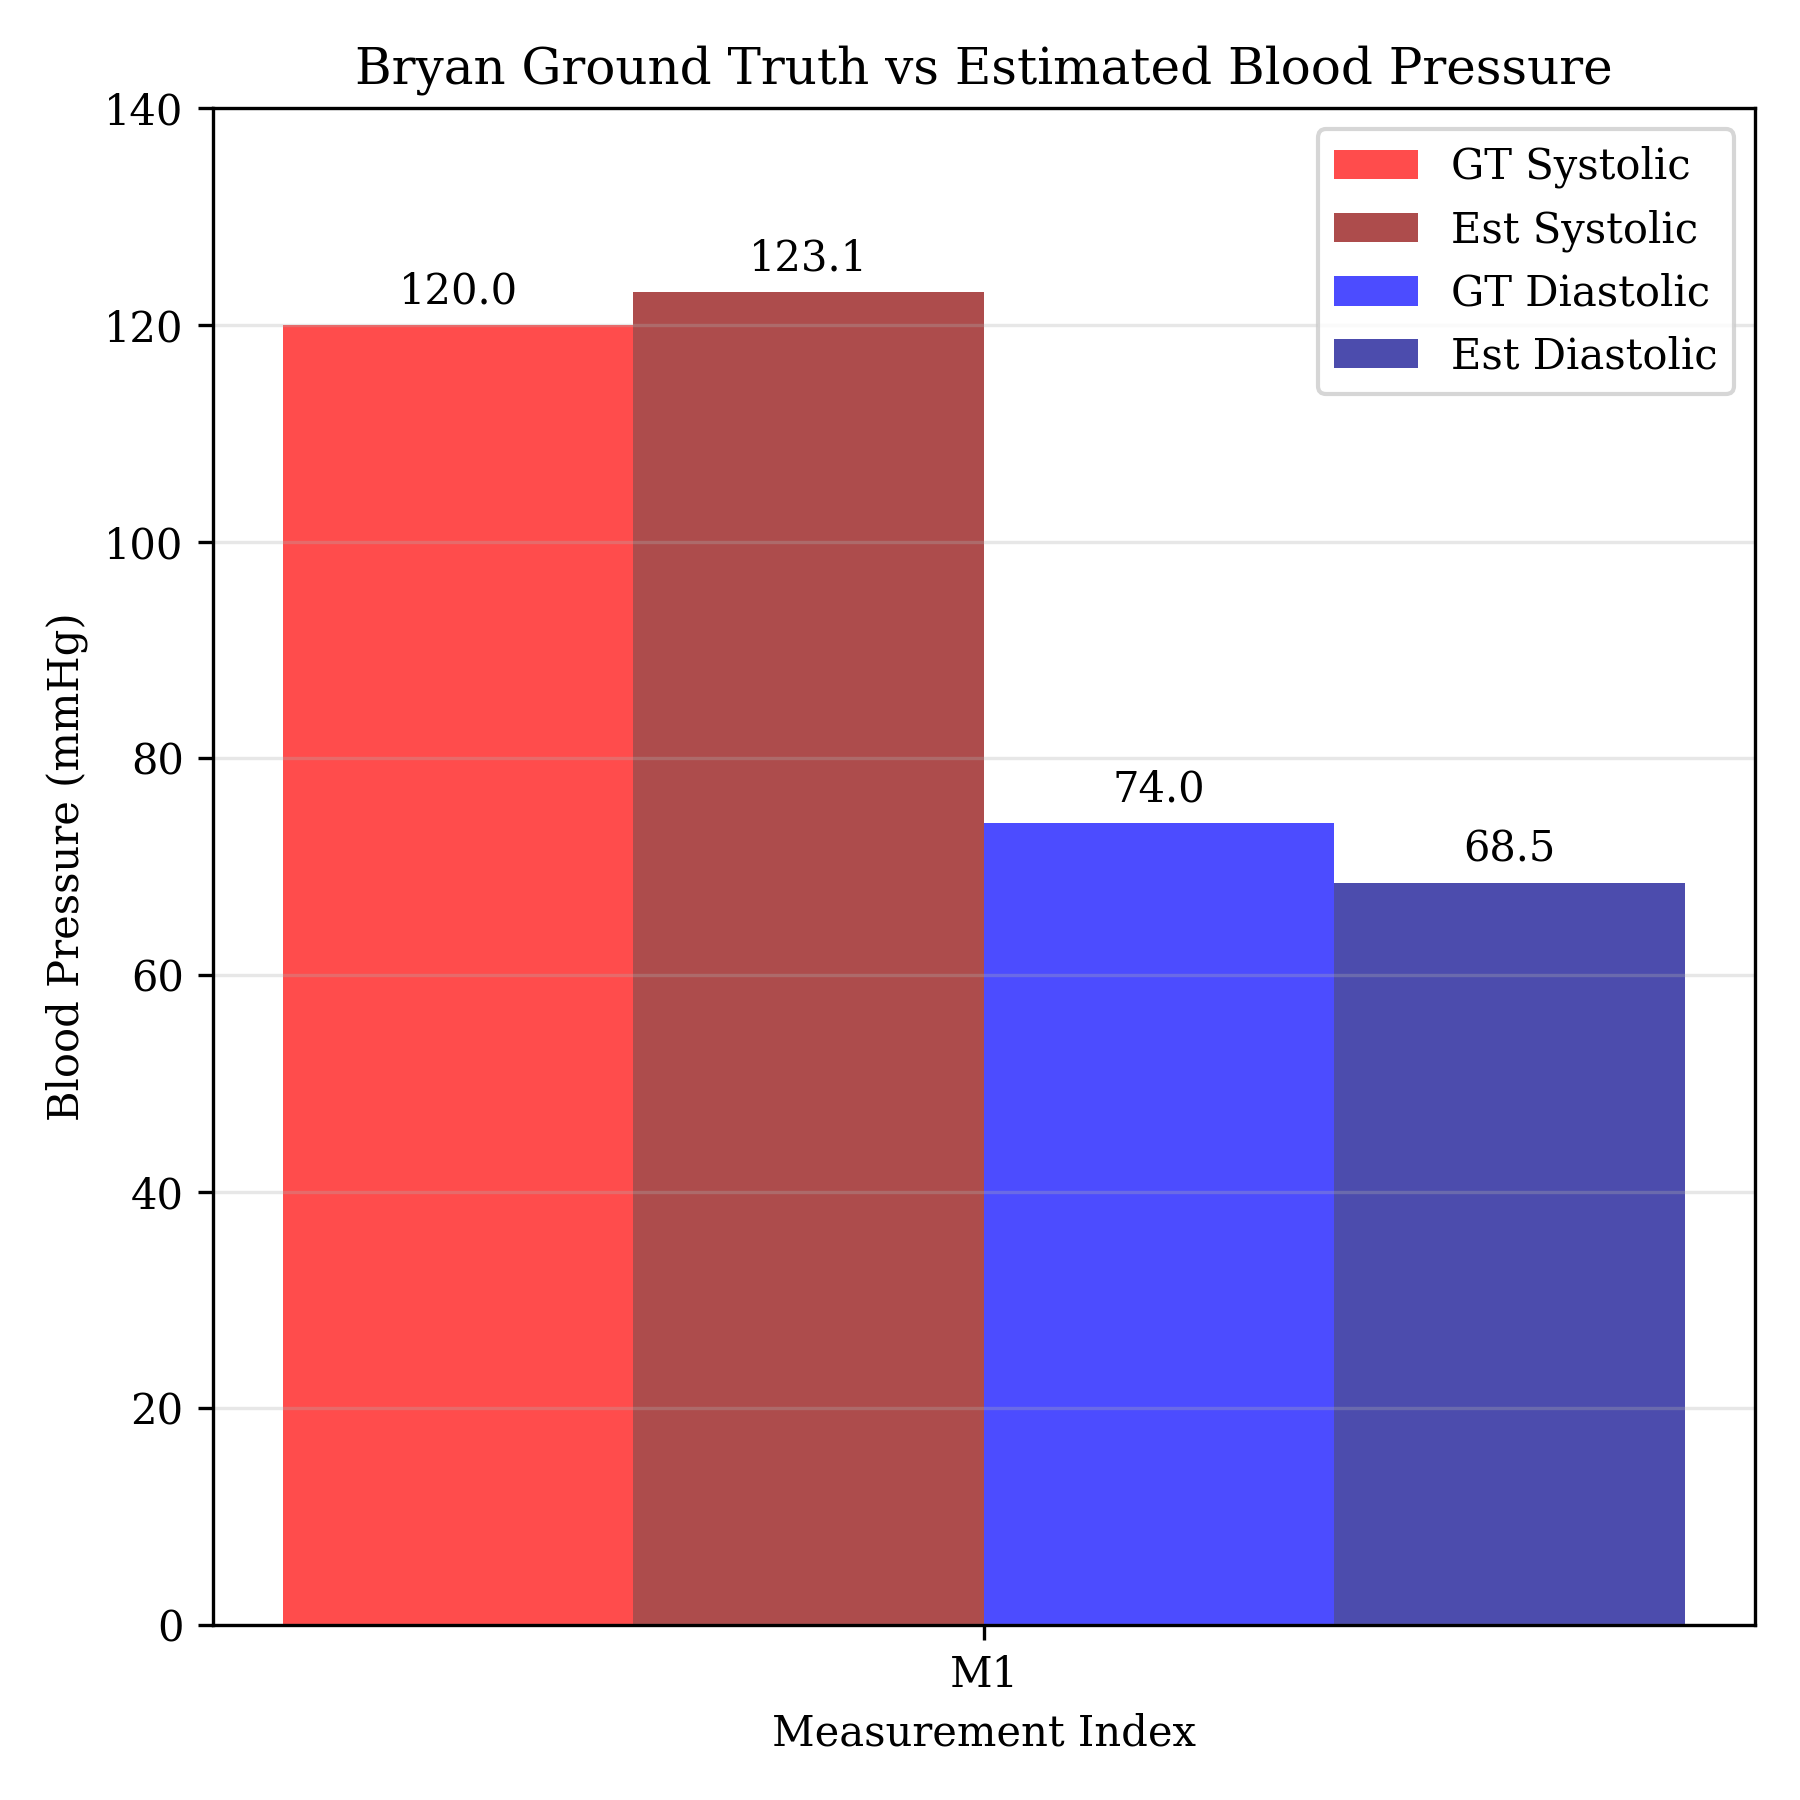 Bryan Ground Truth vs Estimated Blood Pressure
140
120
100
80
60
40
20
0
Blood Pressure (mmHg)
GT Systolic
Est Systolic
GT Diastolic
Est Diastolic
120.0
123.1
74.0
68.5
M1
Measurement Index